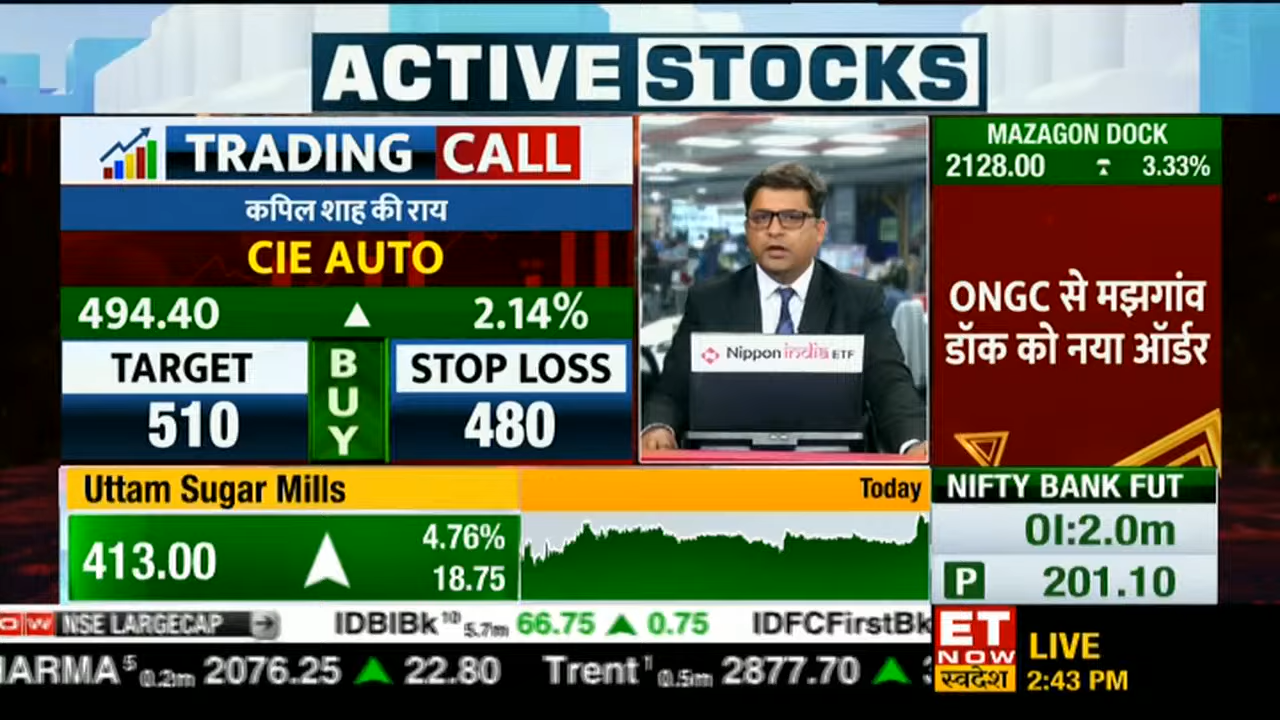 ACTIVE STOCKS
TRADING CALL
कपिल शाह की राय
CIE AUTO
494.40 ▲ 2.14%
TARGET
510
BUY
STOP LOSS
480
Nippon india ETF
MAZAGON DOCK
2128.00 3.33%
ONGC से मझगांव
डॉक को नया ऑर्डर
Uttam Sugar Mills
Today
413.00
4.76%
18.75
NIFTY BANK FUT
OI:2.0m
P 201.10
NSE LARGECAP
IDBIBk 10 5.7m 66.75 ▲ 0.75 IDFCFirstBk
ARMA 5 0.2m 2076.25 ▲ 22.80 Trent 1 0.5m 2877.70 ▲
ET
NOW
स्वदेश
LIVE
2:43 PM